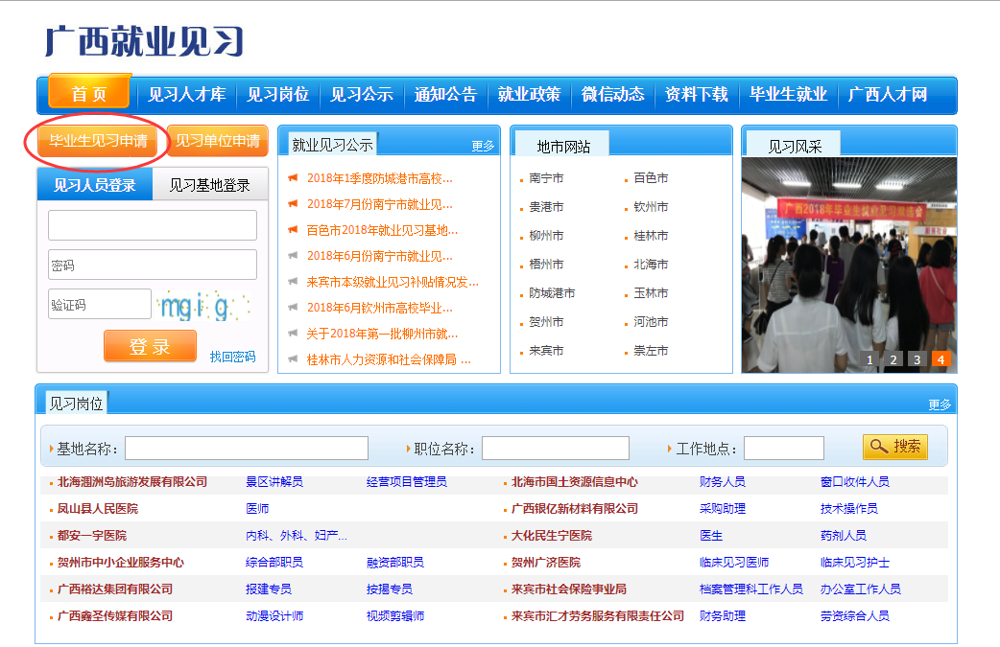 广西就业见习
首 页 见习人才库 见习岗位 见习公示 通知公告 就业政策 微信动态 资料下载 毕业生就业 广西人才网
毕业生见习申请 见习单位申请
见习人员登录 见习基地登录
密码
验证码 mgig
登 录 找回密码
就业见习公示 更多
2018年1季度防城港市高校...
2018年7月份南宁市就业见...
百色市2018年就业见习基地...
2018年6月份南宁市就业见...
来宾市本级就业见习补贴情况发...
2018年6月钦州市高校毕业...
关于2018年第一批柳州市就...
桂林市人力资源和社会保障局 ...
地市网站
南宁市 百色市
贵港市 钦州市
柳州市 桂林市
梧州市 北海市
防城港市 玉林市
贺州市 河池市
来宾市 崇左市
见习风采
1 2 3 4
见习岗位 更多
基地名称： 职位名称： 工作地点： 搜索
北海涠洲岛旅游发展有限公司 景区讲解员 经营项目管理员 北海市国土资源信息中心 财务人员 窗口收件人员
凤山县人民医院 医师 广西银亿新材料有限公司 采购助理 技术操作员
都安一宇医院 内科、外科、妇产... 大化民生宁医院 医生 药剂人员
贺州市中小企业服务中心 综合部职员 融资部职员 贺州广济医院 临床见习医师 临床见习护士
广西裕达集团有限公司 报建专员 按揭专员 来宾市社会保险事业局 档案管理科工作人员 办公室工作人员
广西鑫圣传媒有限公司 动漫设计师 视频剪辑师 来宾市汇才劳务服务有限责任公司 财务助理 劳资综合人员